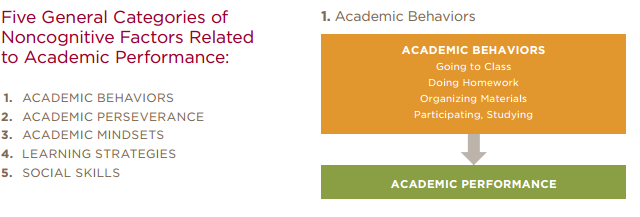 Five General Categories of
Noncognitive Factors Related
to Academic Performance:
1. ACADEMIC BEHAVIORS
2. ACADEMIC PERSEVERANCE
3. ACADEMIC MINDSETS
4. LEARNING STRATEGIES
5. SOCIAL SKILLS
1. Academic Behaviors
ACADEMIC BEHAVIORS
Going to Class
Doing Homework
Organizing Materials
Participating, Studying
ACADEMIC PERFORMANCE